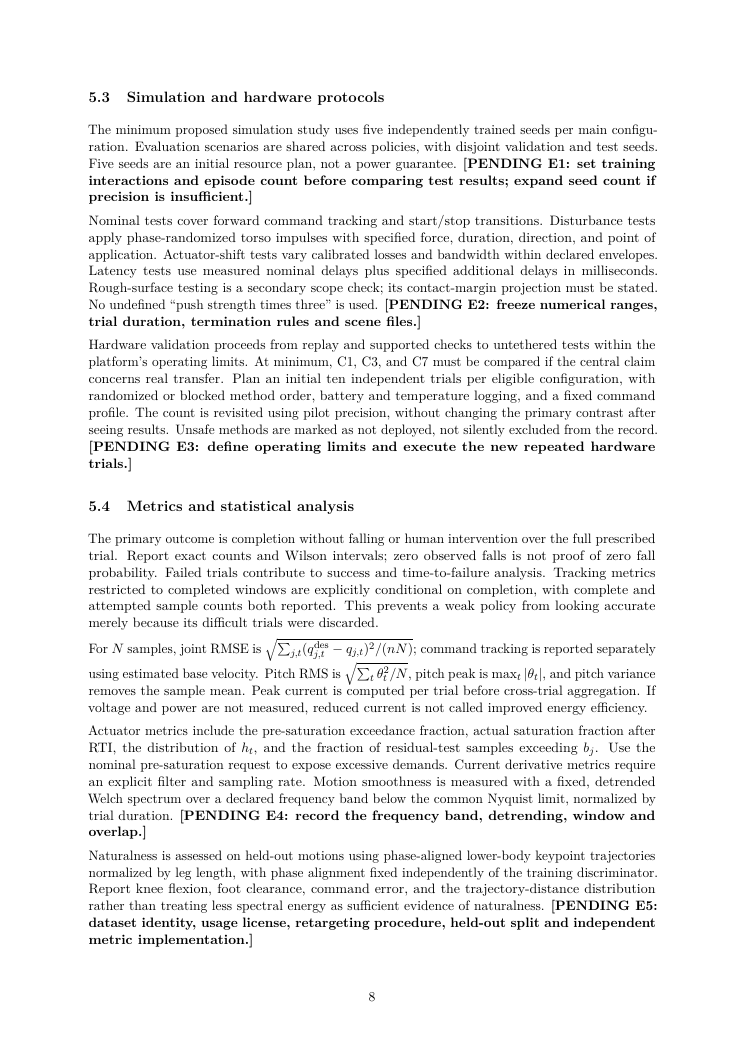 5.3 Simulation and hardware protocols
The minimum proposed simulation study uses five independently trained seeds per main configu-
ration. Evaluation scenarios are shared across policies, with disjoint validation and test seeds.
Five seeds are an initial resource plan, not a power guarantee. [PENDING E1: set training
interactions and episode count before comparing test results; expand seed count if
precision is insufficient.]
Nominal tests cover forward command tracking and start/stop transitions. Disturbance tests
apply phase-randomized torso impulses with specified force, duration, direction, and point of
application. Actuator-shift tests vary calibrated losses and bandwidth within declared envelopes.
Latency tests use measured nominal delays plus specified additional delays in milliseconds.
Rough-surface testing is a secondary scope check; its contact-margin projection must be stated.
No undefined “push strength times three” is used. [PENDING E2: freeze numerical ranges,
trial duration, termination rules and scene files.]
Hardware validation proceeds from replay and supported checks to untethered tests within the
platform’s operating limits. At minimum, C1, C3, and C7 must be compared if the central claim
concerns real transfer. Plan an initial ten independent trials per eligible configuration, with
randomized or blocked method order, battery and temperature logging, and a fixed command
profile. The count is revisited using pilot precision, without changing the primary contrast after
seeing results. Unsafe methods are marked as not deployed, not silently excluded from the record.
[PENDING E3: define operating limits and execute the new repeated hardware
trials.]
5.4 Metrics and statistical analysis
The primary outcome is completion without falling or human intervention over the full prescribed
trial. Report exact counts and Wilson intervals; zero observed falls is not proof of zero fall
probability. Failed trials contribute to success and time-to-failure analysis. Tracking metrics
restricted to completed windows are explicitly conditional on completion, with complete and
attempted sample counts both reported. This prevents a weak policy from looking accurate
merely because its difficult trials were discarded.
For N samples, joint RMSE is √(∑_{j,t}(q^{des}_{j,t} − q_{j,t})²/(nN)); command tracking is reported separately
using estimated base velocity. Pitch RMS is √(∑_t θ_t²/N), pitch peak is max_t |θ_t|, and pitch variance
removes the sample mean. Peak current is computed per trial before cross-trial aggregation. If
voltage and power are not measured, reduced current is not called improved energy efficiency.
Actuator metrics include the pre-saturation exceedance fraction, actual saturation fraction after
RTI, the distribution of h_t, and the fraction of residual-test samples exceeding b_j. Use the
nominal pre-saturation request to expose excessive demands. Current derivative metrics require
an explicit filter and sampling rate. Motion smoothness is measured with a fixed, detrended
Welch spectrum over a declared frequency band below the common Nyquist limit, normalized by
trial duration. [PENDING E4: record the frequency band, detrending, window and
overlap.]
Naturalness is assessed on held-out motions using phase-aligned lower-body keypoint trajectories
normalized by leg length, with phase alignment fixed independently of the training discriminator.
Report knee flexion, foot clearance, command error, and the trajectory-distance distribution
rather than treating less spectral energy as sufficient evidence of naturalness. [PENDING E5:
dataset identity, usage license, retargeting procedure, held-out split and independent
metric implementation.]
8